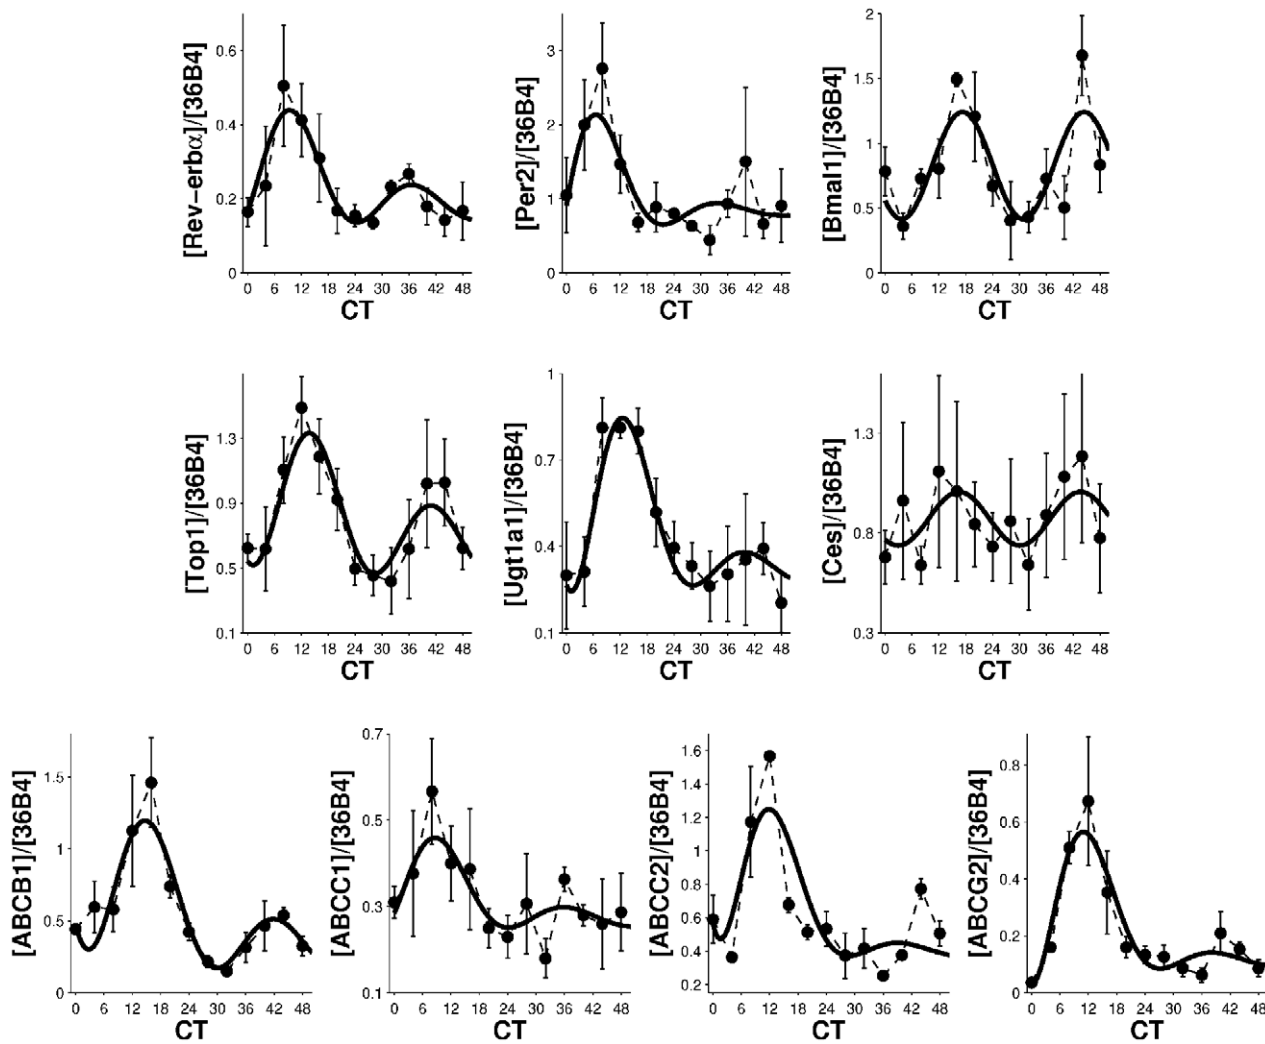 [Rev-erbα]/[36B4]
0.6
0.4
0.2
0
0 6 12 18 24 30 36 42 48
CT
[Per2]/[36B4]
3
2
1
0
0 6 12 18 24 30 36 42 48
CT
[Bmal1]/[36B4]
2
1.5
1
0.5
0
0 6 12 18 24 30 36 42 48
CT
[Top1]/[36B4]
1.3
0.9
0.5
0.1
0 6 12 18 24 30 36 42 48
CT
[Ugt1a1]/[36B4]
1
0.7
0.4
0.1
0 6 12 18 24 30 36 42 48
CT
[Ces]/[36B4]
1.3
0.8
0.3
0 6 12 18 24 30 36 42 48
CT
[ABCB1]/[36B4]
1.5
1
0.5
0
0 6 12 18 24 30 36 42 48
CT
[ABCC1]/[36B4]
0.7
0.5
0.3
0.1
0 6 12 18 24 30 36 42 48
CT
[ABCC2]/[36B4]
1.6
1.4
1.2
1
0.8
0.6
0.4
0.2
0 6 12 18 24 30 36 42 48
CT
[ABCG2]/[36B4]
0.8
0.6
0.4
0.2
0
0 6 12 18 24 30 36 42 48
CT